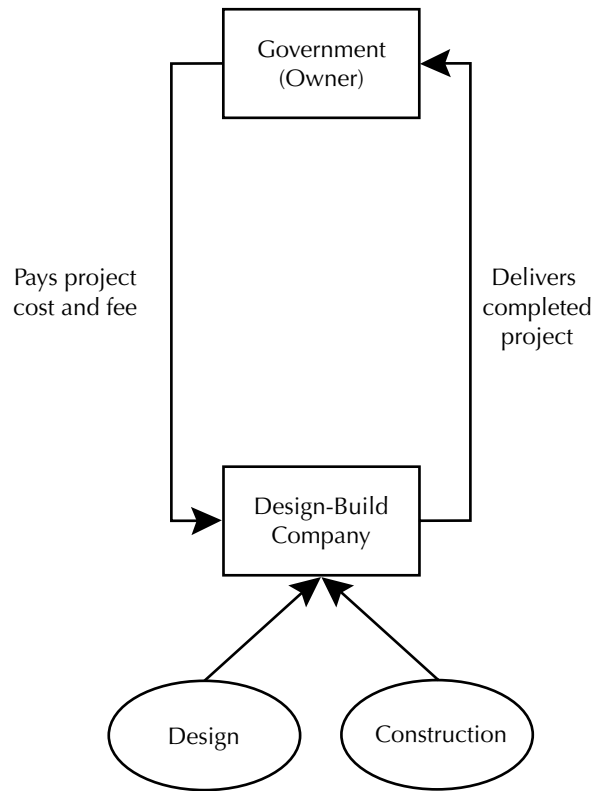 Government
(Owner)
Pays project
cost and fee
Delivers
completed
project
Design-Build
Company
Design
Construction